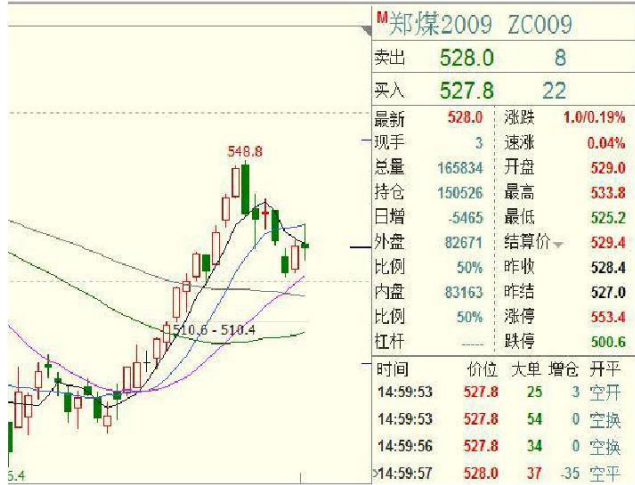 M郑煤2009 ZC009
卖出 528.0 8
买入 527.8 22
最新 528.0 涨跌 1.0/0.19%
现手 3 速涨 0.04%
总量 165834 开盘 529.0
持仓 150526 最高 533.8
日增 -5465 最低 525.2
外盘 82671 结算价 529.4
比例 50% 昨收 528.4
内盘 83163 昨结 527.0
比例 50% 涨停 553.4
杠杆 ----- 跌停 500.6
时间 价位 大单 增仓 开平
14:59:53 527.8 25 3 空开
14:59:53 527.8 54 0 空换
14:59:56 527.8 34 0 空换
14:59:57 528.0 37 -35 空平
548.8
510.6 - 510.4
6.4